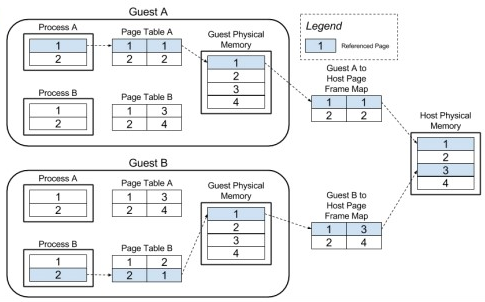 Guest A
Process A
1
2
Page Table A
1 1
2 2
Guest Physical
Memory
1
2
3
4
Process B
1
2
Page Table B
1 3
2 4
Legend
1 Referenced Page
Guest A to
Host Page
Frame Map
1 1
2 2
Host Physical
Memory
1
2
3
4
Guest B
Process A
1
2
Page Table A
1 3
2 4
Guest Physical
Memory
1
2
3
4
Process B
1
2
Page Table B
1 2
2 1
Guest B to
Host Page
Frame Map
1 3
2 4